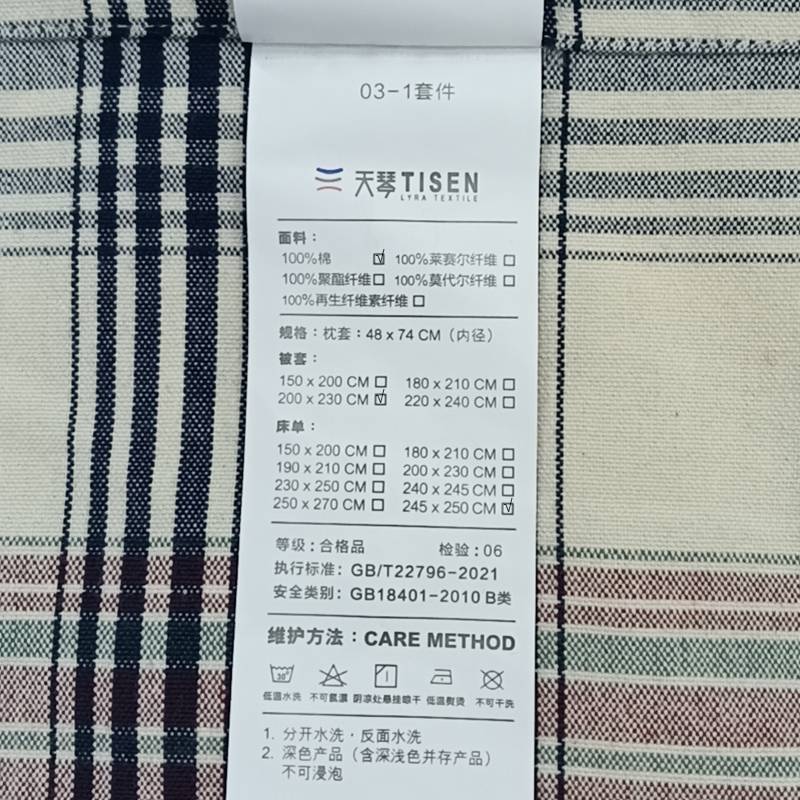 03-1套件
天琴TISEN
LYRA TEXTILE
面料：
100%棉 ☑ 100%莱赛尔纤维 □
100%聚酯纤维 □ 100%莫代尔纤维 □
100%再生纤维素纤维 □
规格：枕套：48 x 74 CM（内径）
被套：
150 x 200 CM □ 180 x 210 CM □
200 x 230 CM ☑ 220 x 240 CM □
床单：
150 x 200 CM □ 180 x 210 CM □
190 x 210 CM □ 200 x 230 CM □
230 x 250 CM □ 240 x 245 CM □
250 x 270 CM □ 245 x 250 CM ☑
等级：合格品 检验：06
执行标准：GB/T22796-2021
安全类别：GB18401-2010 B类
维护方法：CARE METHOD
30°
低温水洗 不可氯漂 阴凉处悬挂晾干 低温熨烫 不可干洗
1. 分开水洗·反面水洗
2. 深色产品（含深浅色并存产品）
不可浸泡